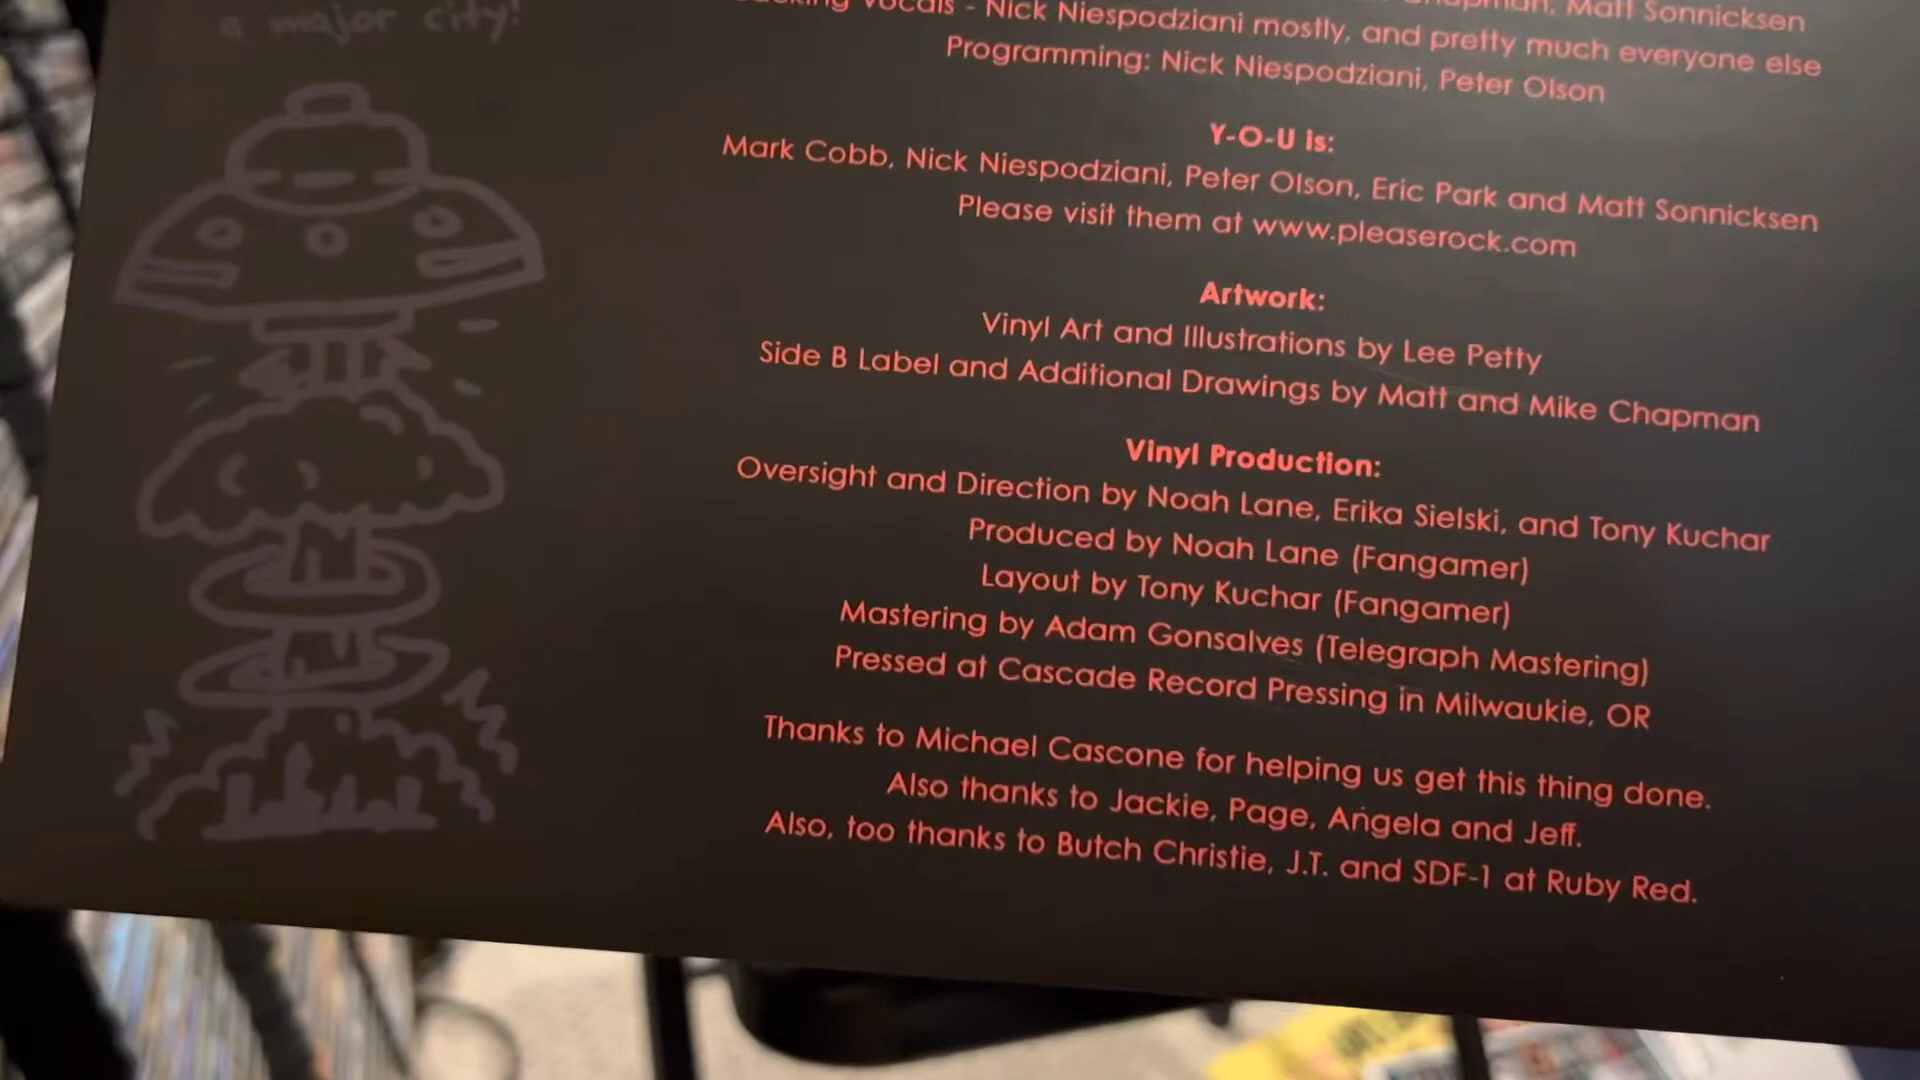 a major city!
Matt Sonnicksen
Vocals - Nick Niespodziani mostly, and pretty much everyone else
Programming: Nick Niespodziani, Peter Olson
Y-O-U is:
Mark Cobb, Nick Niespodziani, Peter Olson, Eric Park and Matt Sonnicksen
Please visit them at www.pleaserock.com
Artwork:
Vinyl Art and Illustrations by Lee Petty
Side B Label and Additional Drawings by Matt and Mike Chapman
Vinyl Production:
Oversight and Direction by Noah Lane, Erika Sielski, and Tony Kuchar
Produced by Noah Lane (Fangamer)
Layout by Tony Kuchar (Fangamer)
Mastering by Adam Gonsalves (Telegraph Mastering)
Pressed at Cascade Record Pressing in Milwaukie, OR
Thanks to Michael Cascone for helping us get this thing done.
Also thanks to Jackie, Page, Angela and Jeff.
Also, too thanks to Butch Christie, J.T. and SDF-1 at Ruby Red.